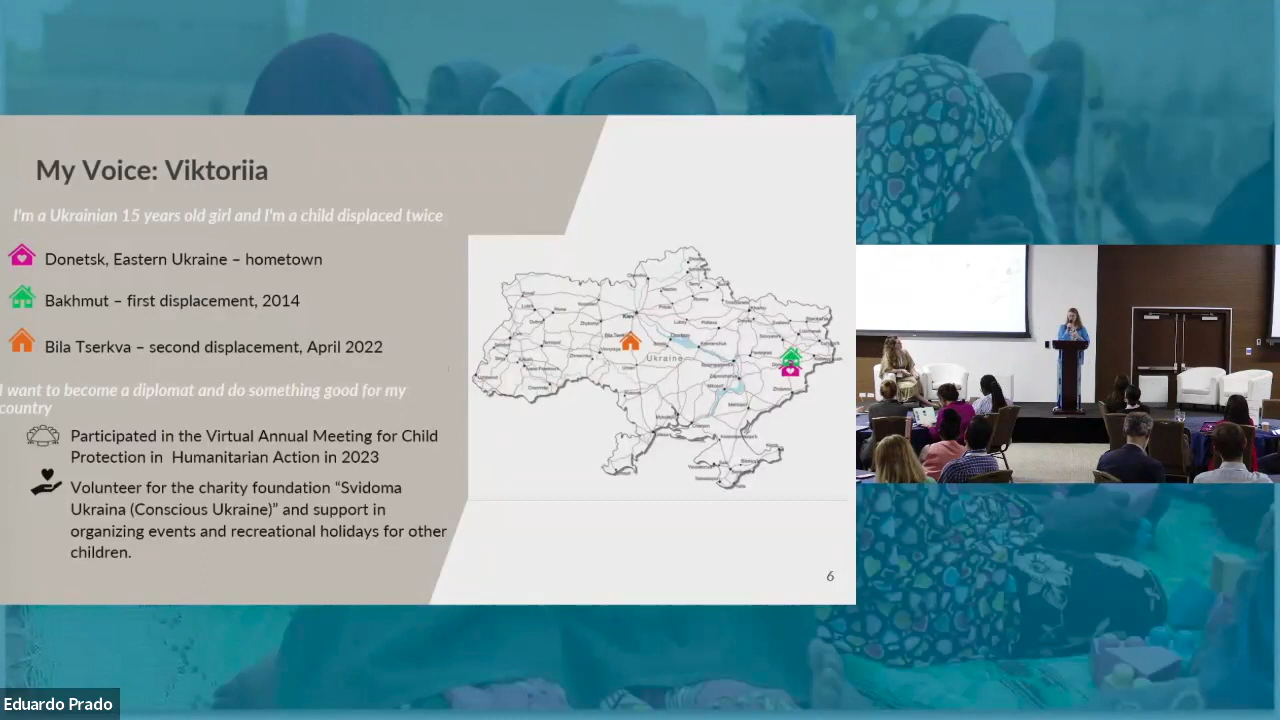 My Voice: Viktoriia
I'm a Ukrainian 15 years old girl and I'm a child displaced twice
Donetsk, Eastern Ukraine – hometown
Bakhmut – first displacement, 2014
Bila Tserkva – second displacement, April 2022
I want to become a diplomat and do something good for my
country
Participated in the Virtual Annual Meeting for Child
Protection in Humanitarian Action in 2023
Volunteer for the charity foundation “Svidoma
Ukraina (Conscious Ukraine)” and support in
organizing events and recreational holidays for other
children.
Ukraine
6
Eduardo Prado